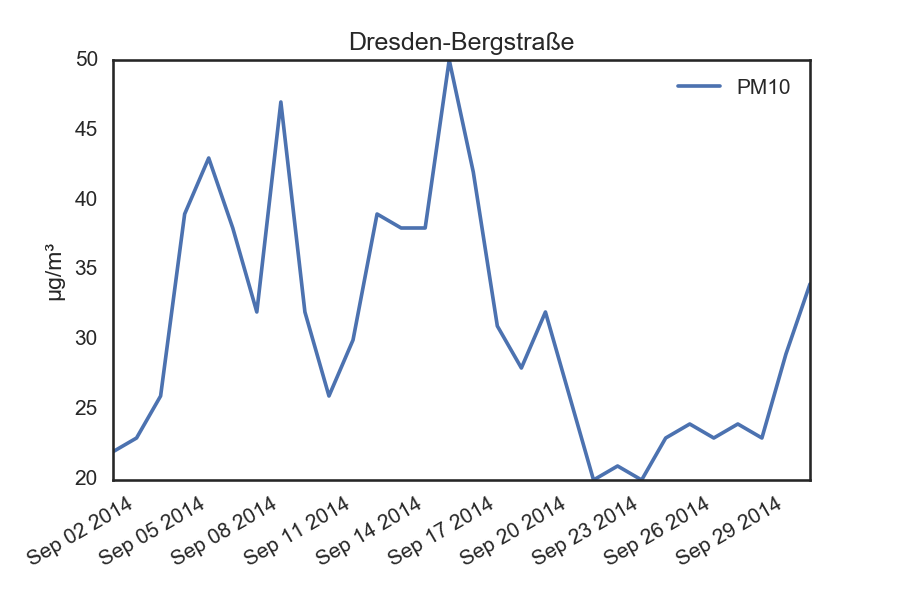 Dresden-Bergstraße
50
PM10
45
40
35
µg/m³
30
25
20
Sep 02 2014
Sep 05 2014
Sep 08 2014
Sep 11 2014
Sep 14 2014
Sep 17 2014
Sep 20 2014
Sep 23 2014
Sep 26 2014
Sep 29 2014